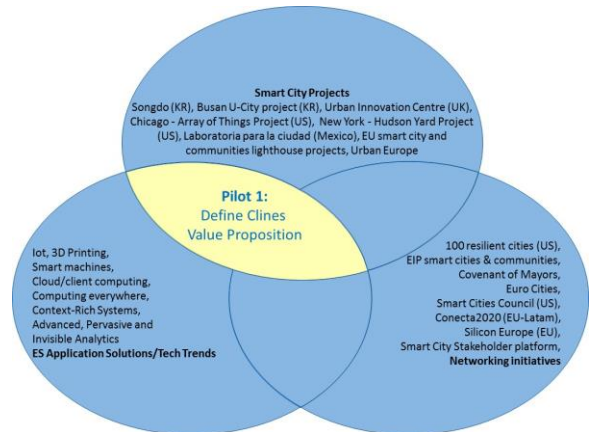 Smart City Projects
Songdo (KR), Busan U-City project (KR), Urban Innovation Centre (UK),
Chicago - Array of Things Project (US), New York - Hudson Yard Project
(US), Laboratoria para la ciudad (Mexico), EU smart city and
communities lighthouse projects, Urban Europe
Pilot 1:
Define Clines
Value Proposition
Iot, 3D Printing,
Smart machines,
Cloud/client computing,
Computing everywhere,
Context-Rich Systems,
Advanced, Pervasive and
Invisible Analytics
ES Application Solutions/Tech Trends
100 resilient cities (US),
EIP smart cities & communities,
Covenant of Mayors,
Euro Cities,
Smart Cities Council (US),
Conecta2020 (EU-Latam),
Silicon Europe (EU),
Smart City Stakeholder platform,
Networking initiatives